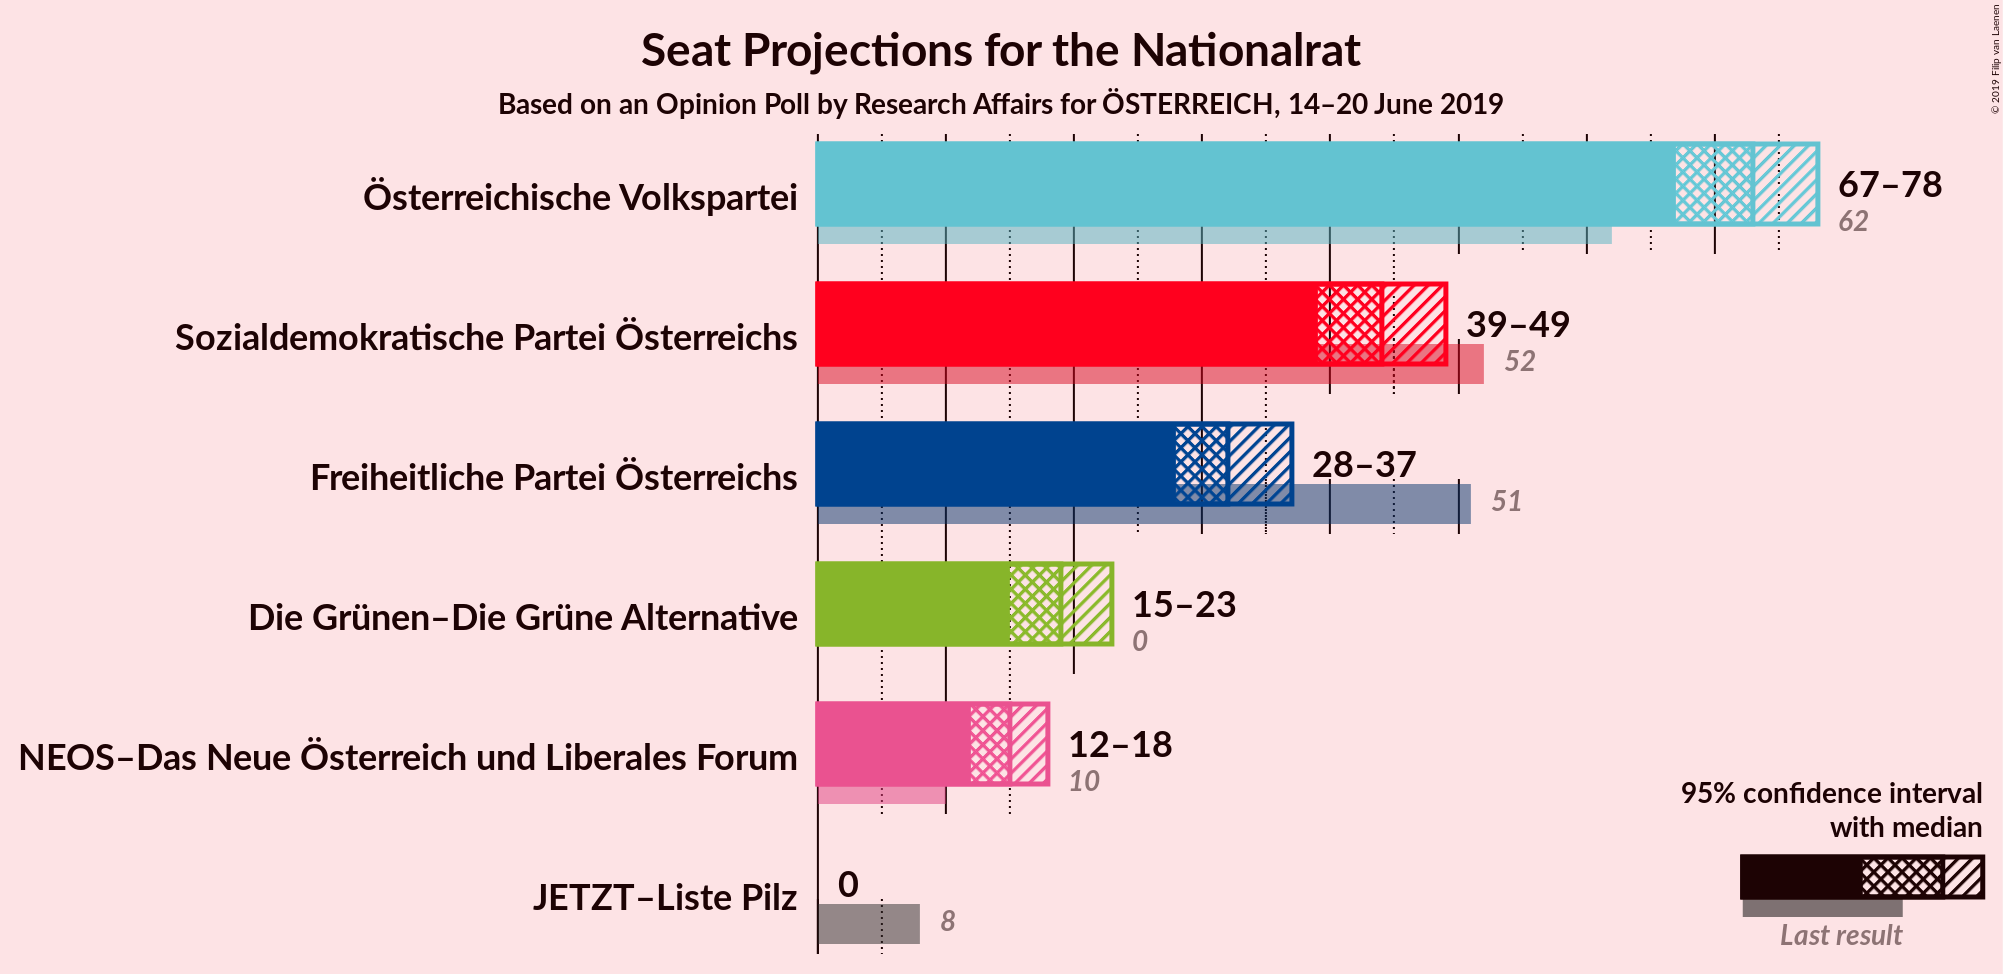 Seat Projections for the Nationalrat
Based on an Opinion Poll by Research Affairs for ÖSTERREICH, 14–20 June 2019
© 2019 Filip van Laenen
Österreichische Volkspartei
67–78
62
Sozialdemokratische Partei Österreichs
39–49
52
Freiheitliche Partei Österreichs
28–37
51
Die Grünen–Die Grüne Alternative
15–23
0
NEOS–Das Neue Österreich und Liberales Forum
12–18
10
JETZT–Liste Pilz
0
8
95% confidence interval
with median
Last result